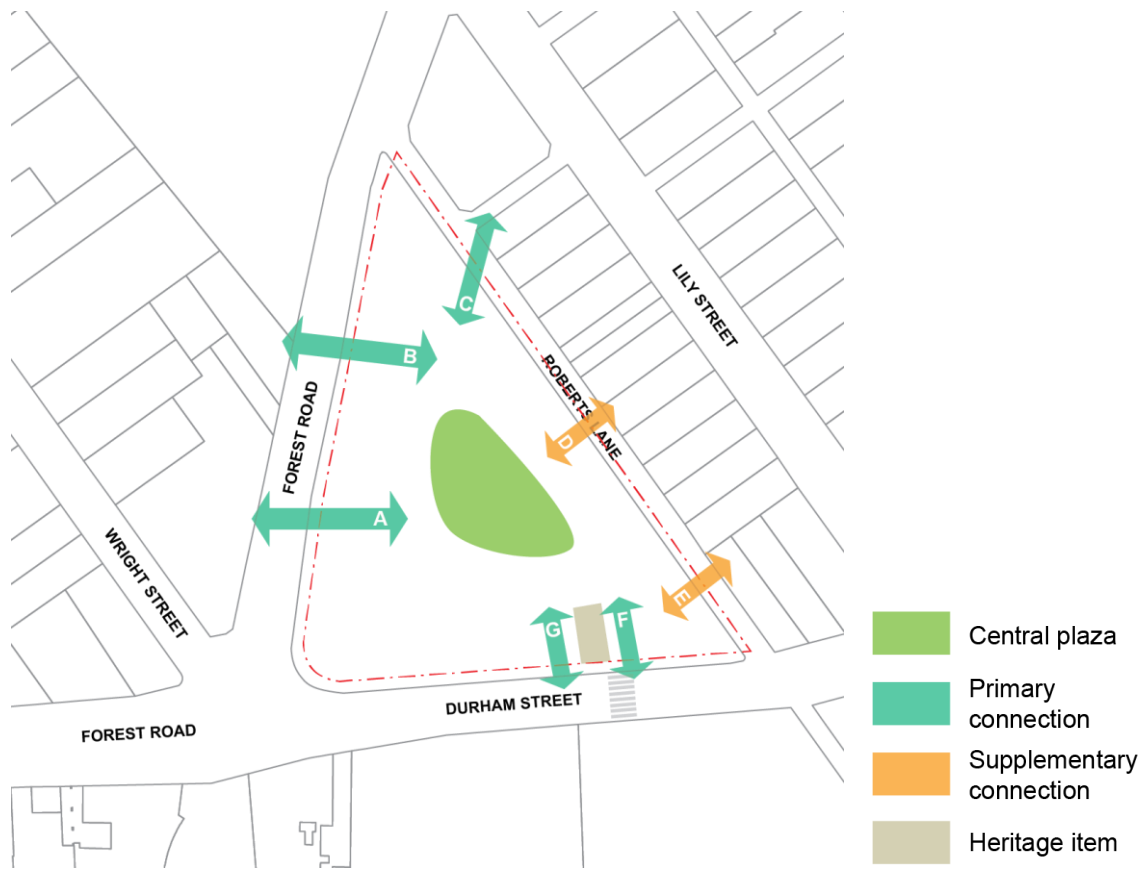 C
B
FOREST ROAD
LILY STREET
ROBERTS LANE
D
A
WRIGHT STREET
E
G
F
DURHAM STREET
FOREST ROAD
Central plaza
Primary
connection
Supplementary
connection
Heritage item